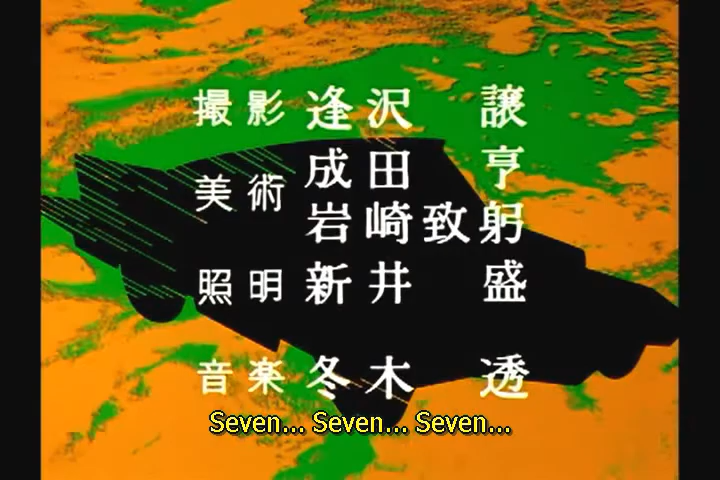 撮影 逢沢 譲
美術 成田 亨
岩崎致躬
照明 新井 盛
音楽 冬木 透
Seven... Seven... Seven...